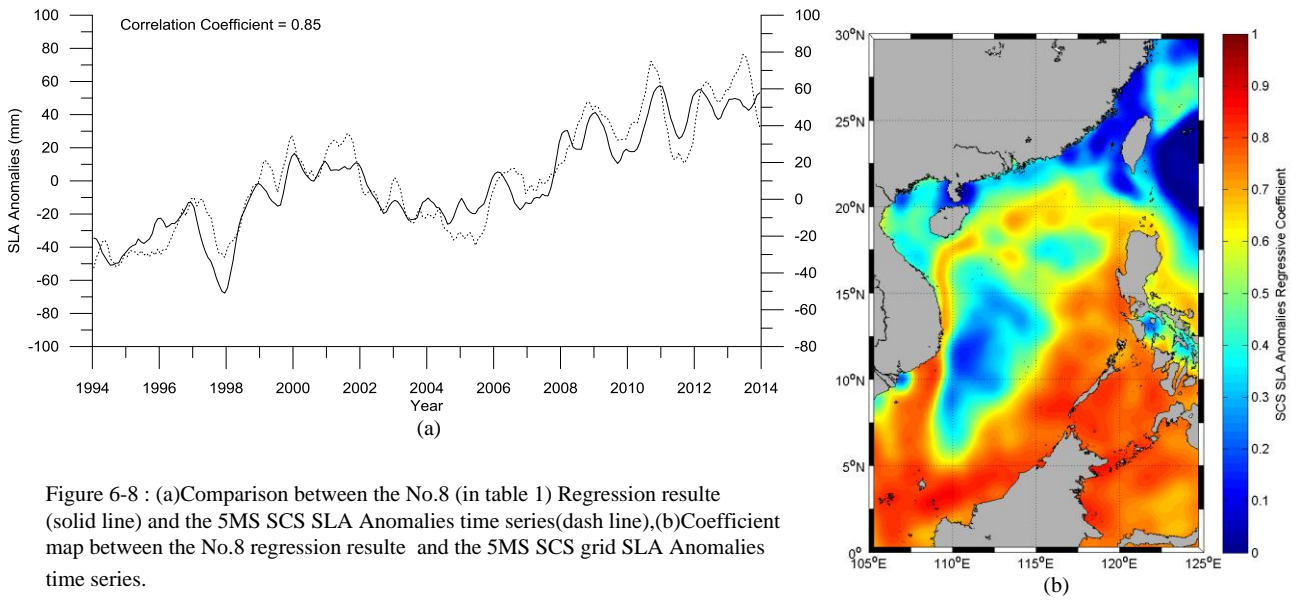 Correlation Coefficient = 0.85
100
80
60
40
20
0
-20
-40
-60
-80
-100
SLA Anomalies (mm)
100
80
60
40
20
0
-20
-40
-60
-80
1994 1996 1998 2000 2002 2004 2006 2008 2010 2012 2014
Year
(a)
Figure 6-8 : (a)Comparison between the No.8 (in table 1) Regression resulte
(solid line) and the 5MS SCS SLA Anomalies time series(dash line),(b)Coefficient
map between the No.8 regression resulte and the 5MS SCS grid SLA Anomalies
time series.
30°N
25°N
20°N
15°N
10°N
5°N
0°
105°E 110°E 115°E 120°E 125°E
(b)
1
0.9
0.8
0.7
0.6
0.5
0.4
0.3
0.2
0.1
0
SCS SLA Anomalies Regressive Coefficient